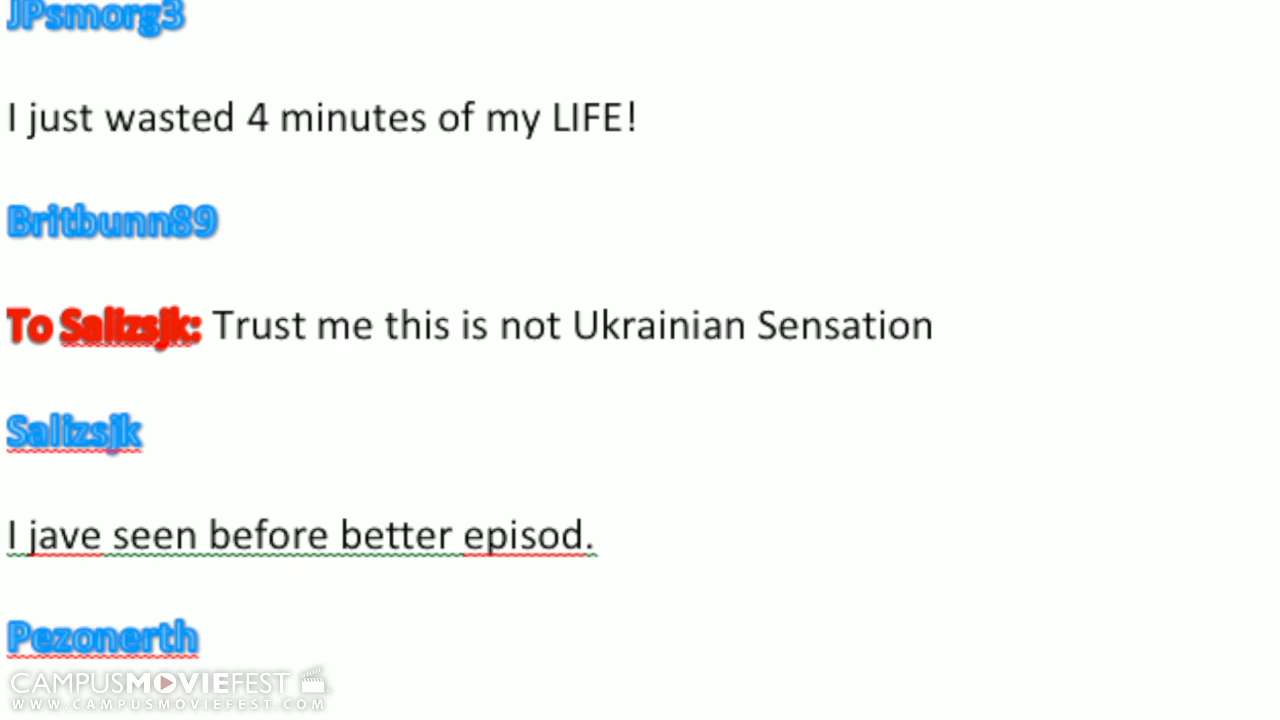 JPsmorg3
I just wasted 4 minutes of my LIFE!
Britbunn89
To Salizsjk: Trust me this is not Ukrainian Sensation
Salizsjk
I jave seen before better episod.
Pezonerth
CAMPUSMOVIEFEST
WWW.CAMPUSMOVIEFEST.COM